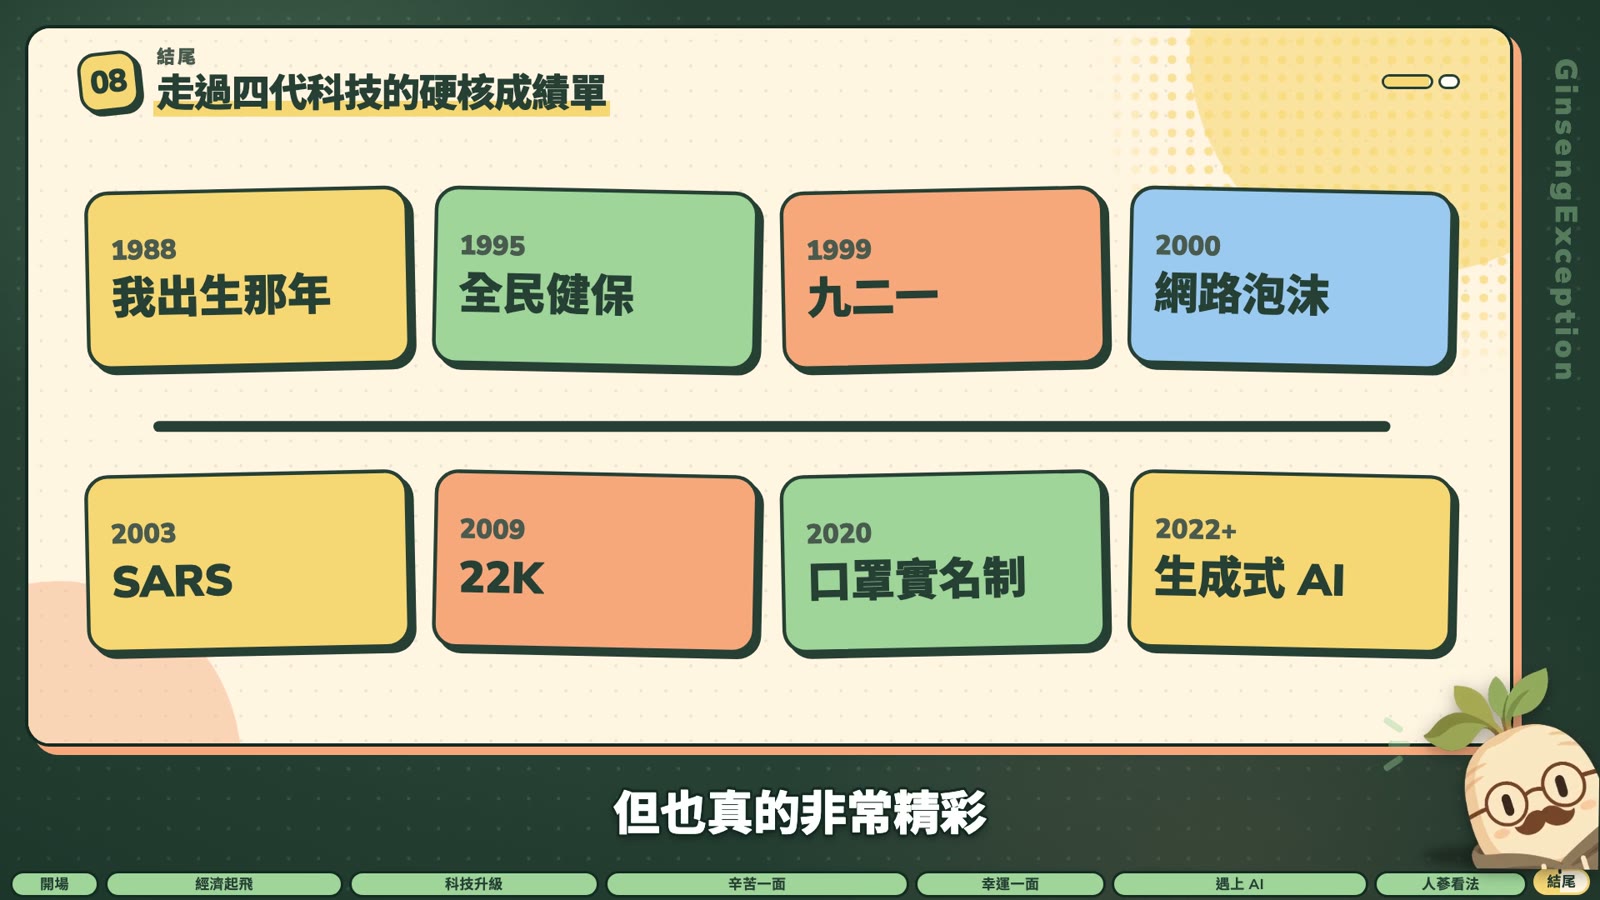 結尾
08
走過四代科技的硬核成績單
GinsengException
1988
我出生那年
1995
全民健保
1999
九二一
2000
網路泡沫
2003
SARS
2009
22K
2020
口罩實名制
2022+
生成式 AI
但也真的非常精彩
開場
經濟起飛
科技升級
辛苦一面
幸運一面
遇上 AI
人蔘看法
結尾